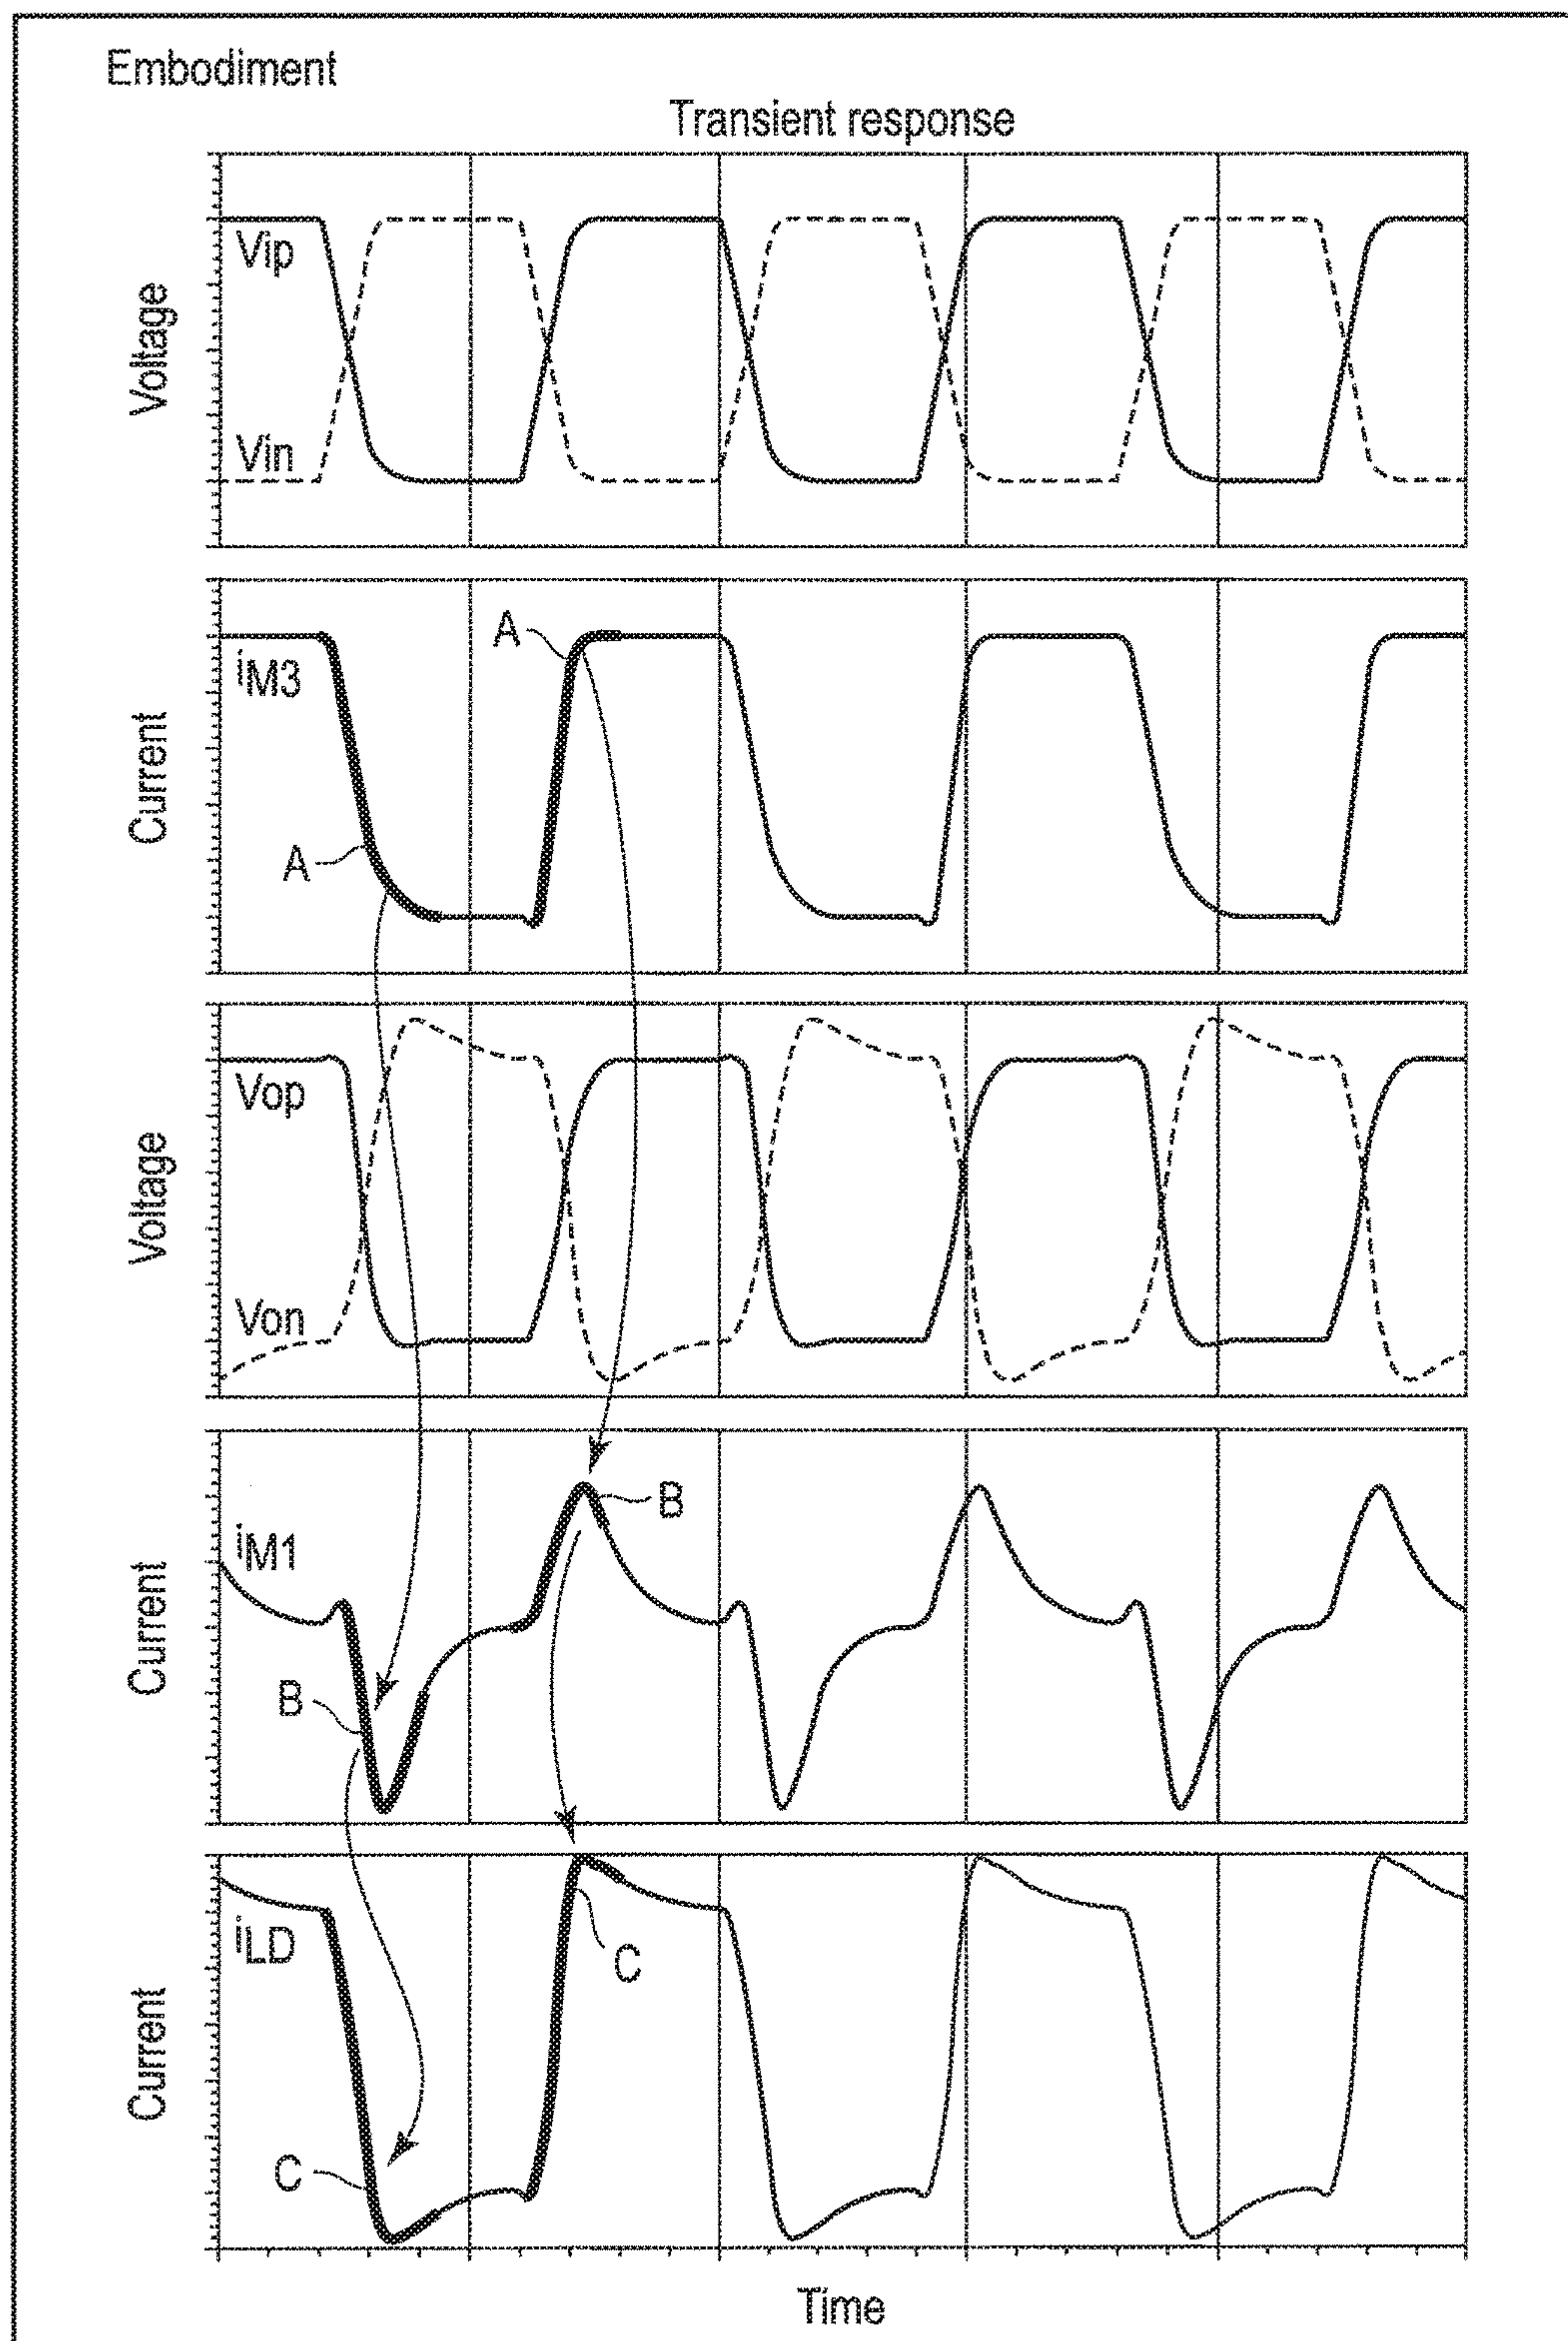 Embodiment
Transient response
Voltage
Vip
Vin
Current
iM3
A
A
Voltage
Vop
Von
Current
iM1
B
B
Current
iLD
C
C
Time